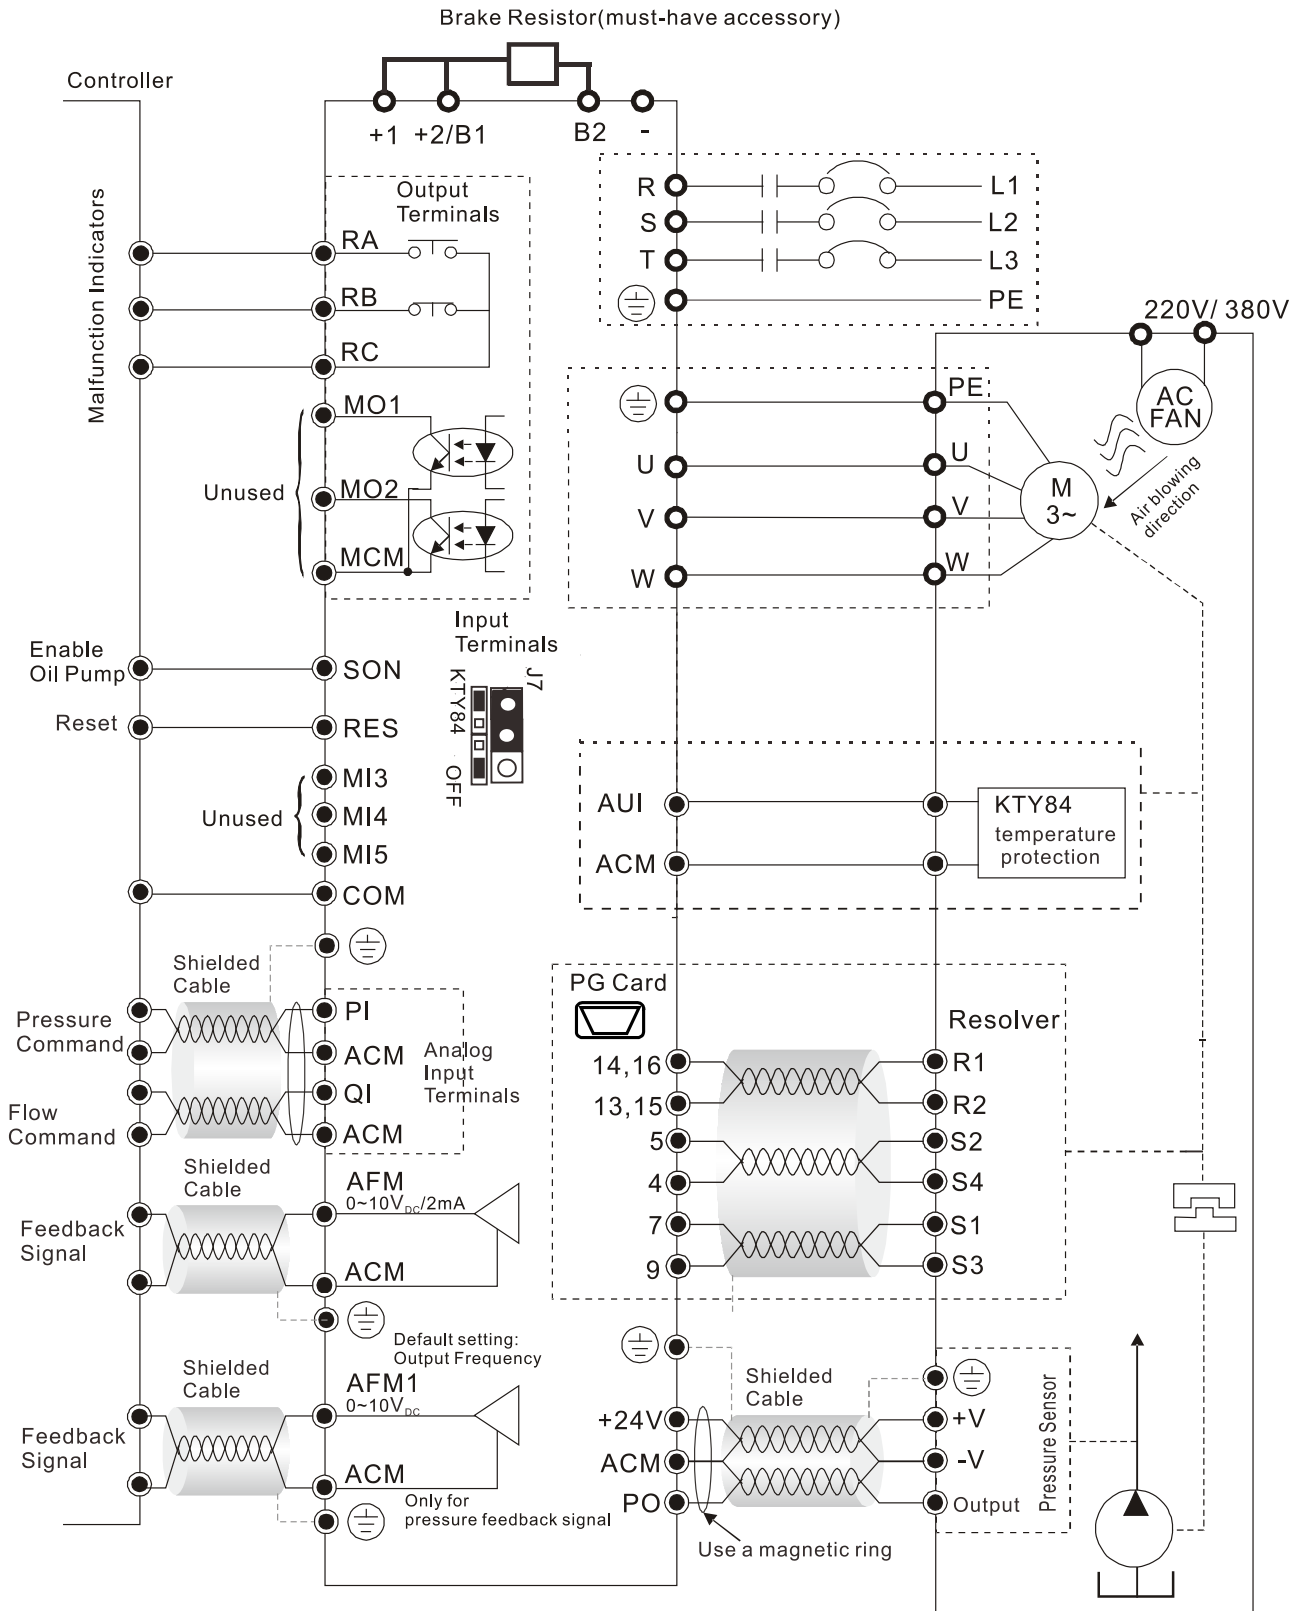 Brake Resistor(must-have accessory)
Controller
+1 +2/B1 B2 -
Malfunction Indicators
Output
Terminals
RA
RB
RC
MO1
MO2
MCM
Unused
R
S
T
L1
L2
L3
PE
220V/ 380V
AC
FAN
Air blowing
direction
PE
U
V
W
U
V
W
M
3~
Input
Terminals
J7
KTY84
OFF
Enable
Oil Pump
SON
Reset
RES
MI3
MI4
MI5
Unused
COM
AUI
ACM
KTY84
temperature
protection
Shielded
Cable
Pressure
Command
Flow
Command
PI
ACM
QI
ACM
Analog
Input
Terminals
PG Card
Resolver
14,16
13,15
5
4
7
9
R1
R2
S2
S4
S1
S3
Shielded
Cable
Feedback
Signal
AFM
0~10VDC/2mA
ACM
Default setting:
Output Frequency
Shielded
Cable
Feedback
Signal
AFM1
0~10VDC
ACM
Only for
pressure feedback signal
Shielded
Cable
+24V
ACM
PO
+V
-V
Output
Pressure Sensor
Use a magnetic ring